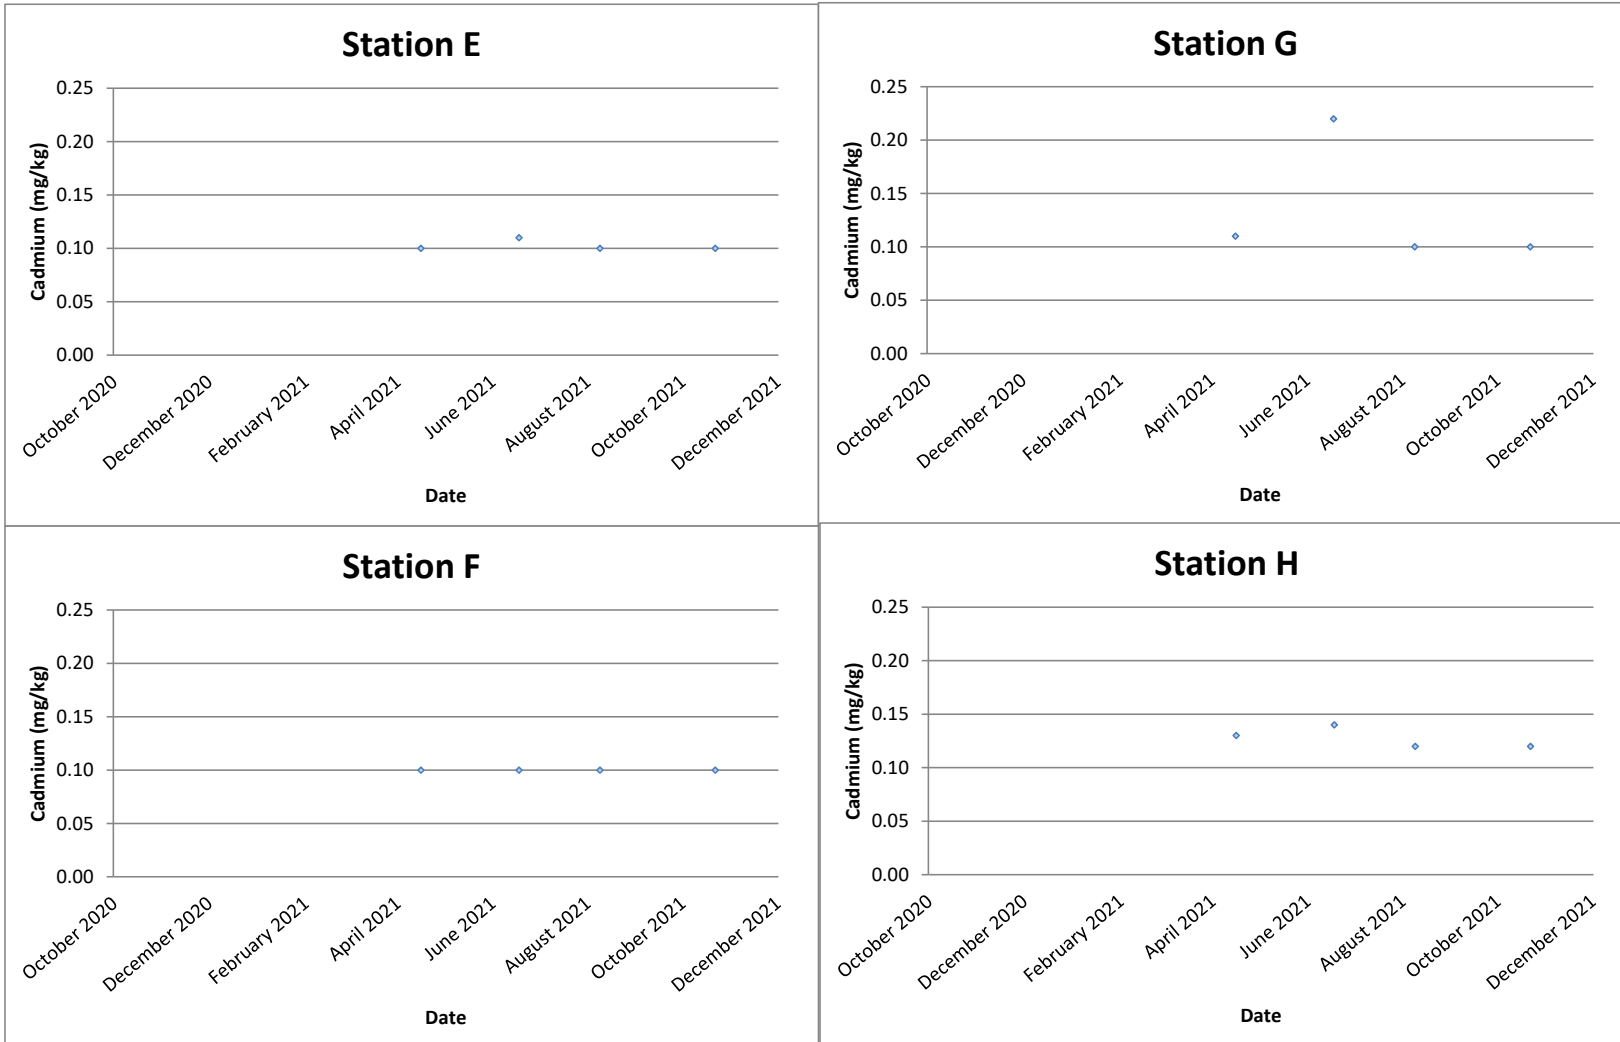 Station E
Cadmium (mg/kg)
0.25
0.20
0.15
0.10
0.05
0.00
October 2020
December 2020
February 2021
April 2021
June 2021
August 2021
October 2021
December 2021
Date
Station G
Cadmium (mg/kg)
0.25
0.20
0.15
0.10
0.05
0.00
October 2020
December 2020
February 2021
April 2021
June 2021
August 2021
October 2021
December 2021
Date
Station F
Cadmium (mg/kg)
0.25
0.20
0.15
0.10
0.05
0.00
October 2020
December 2020
February 2021
April 2021
June 2021
August 2021
October 2021
December 2021
Date
Station H
Cadmium (mg/kg)
0.25
0.20
0.15
0.10
0.05
0.00
October 2020
December 2020
February 2021
April 2021
June 2021
August 2021
October 2021
December 2021
Date